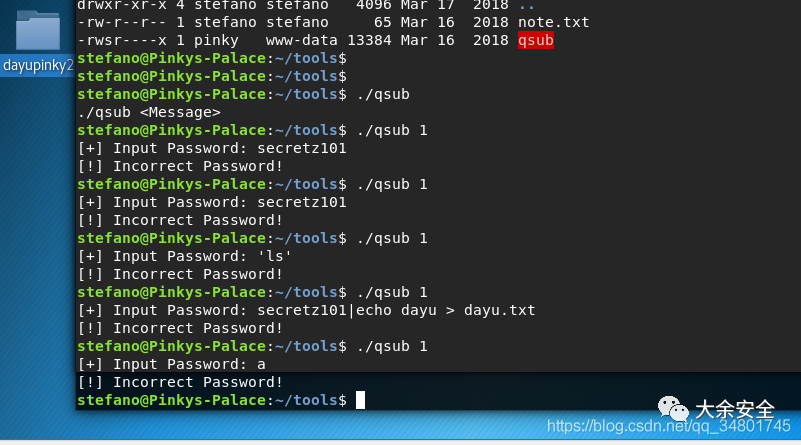 drwxr-xr-x 4 stefano stefano   4096 Mar 17  2018 ..
-rw-r--r-- 1 stefano stefano     65 Mar 16  2018 note.txt
-rwsr----x 1 pinky   www-data 13384 Mar 16  2018 qsub
dayupinky2
stefano@Pinkys-Palace:~/tools$
stefano@Pinkys-Palace:~/tools$
stefano@Pinkys-Palace:~/tools$ ./qsub
./qsub <Message>
stefano@Pinkys-Palace:~/tools$ ./qsub 1
[+] Input Password: secretz101
[!] Incorrect Password!
stefano@Pinkys-Palace:~/tools$ ./qsub 1
[+] Input Password: secretz101
[!] Incorrect Password!
stefano@Pinkys-Palace:~/tools$ ./qsub 1
[+] Input Password: 'ls'
[!] Incorrect Password!
stefano@Pinkys-Palace:~/tools$ ./qsub 1
[+] Input Password: secretz101|echo dayu > dayu.txt
[!] Incorrect Password!
stefano@Pinkys-Palace:~/tools$ ./qsub 1
[+] Input Password: a
[!] Incorrect Password!
stefano@Pinkys-Palace:~/tools$
大余安全
https://blog.csdn.net/qq_34801745